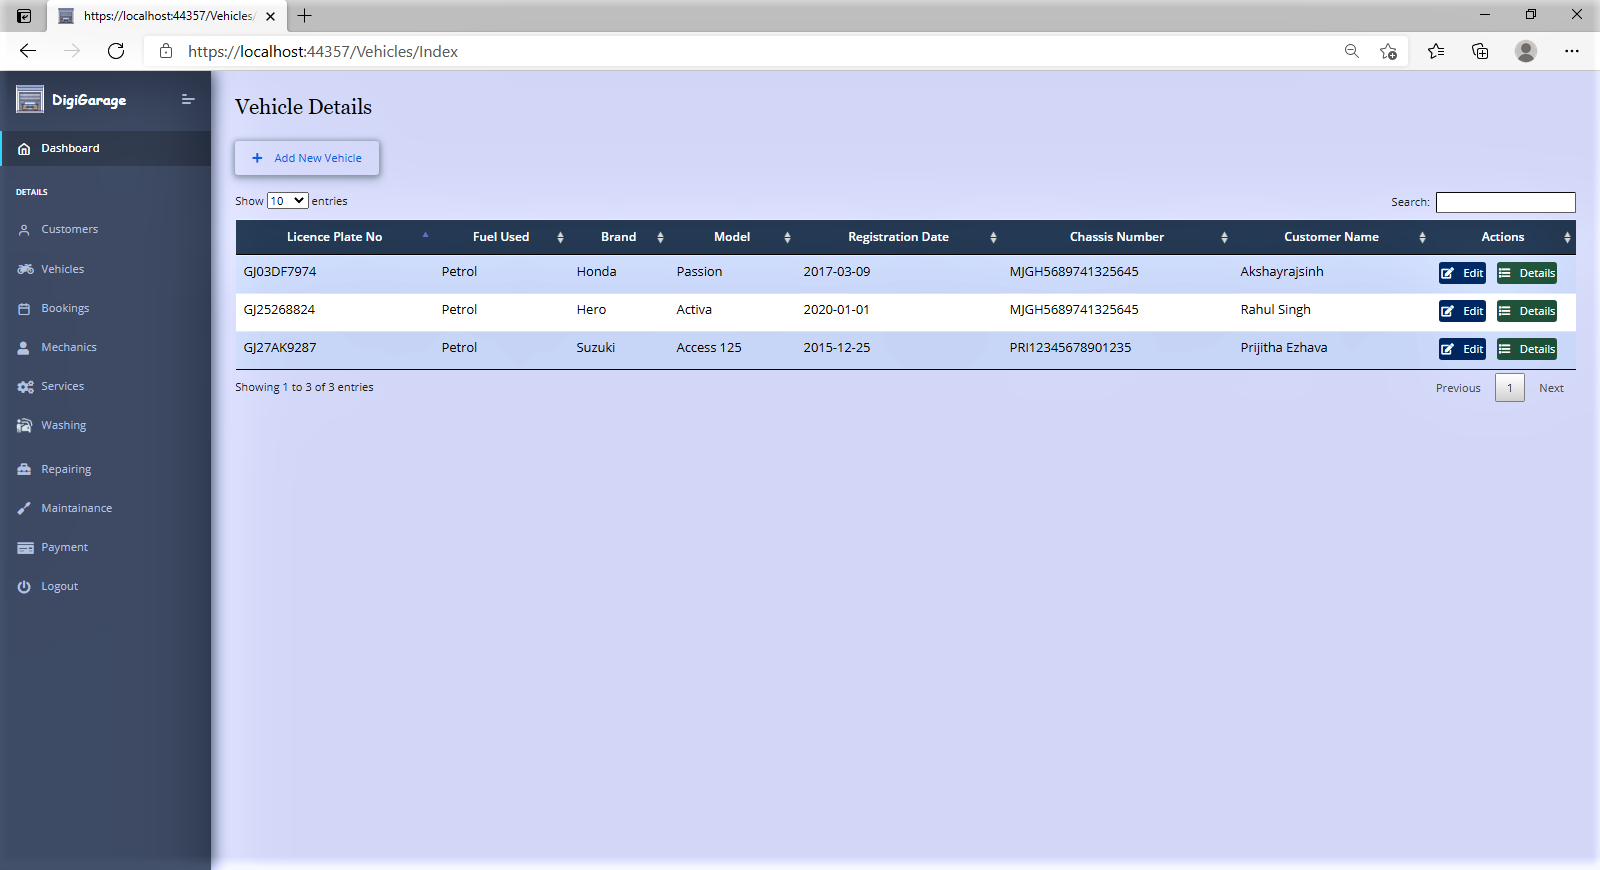 https://localhost:44357/Vehicles/
https://localhost:44357/Vehicles/Index
DigiGarage
Dashboard
DETAILS
Customers
Vehicles
Bookings
Mechanics
Services
Washing
Repairing
Maintainance
Payment
Logout
Vehicle Details
+ Add New Vehicle
Show 10 entries Search:
Licence Plate No Fuel Used Brand Model Registration Date Chassis Number Customer Name Actions
GJ03DF7974 Petrol Honda Passion 2017-03-09 MJGH5689741325645 Akshayrajsinh Edit Details
GJ25268824 Petrol Hero Activa 2020-01-01 MJGH5689741325645 Rahul Singh Edit Details
GJ27AK9287 Petrol Suzuki Access 125 2015-12-25 PRI12345678901235 Prijitha Ezhava Edit Details
Showing 1 to 3 of 3 entries Previous 1 Next